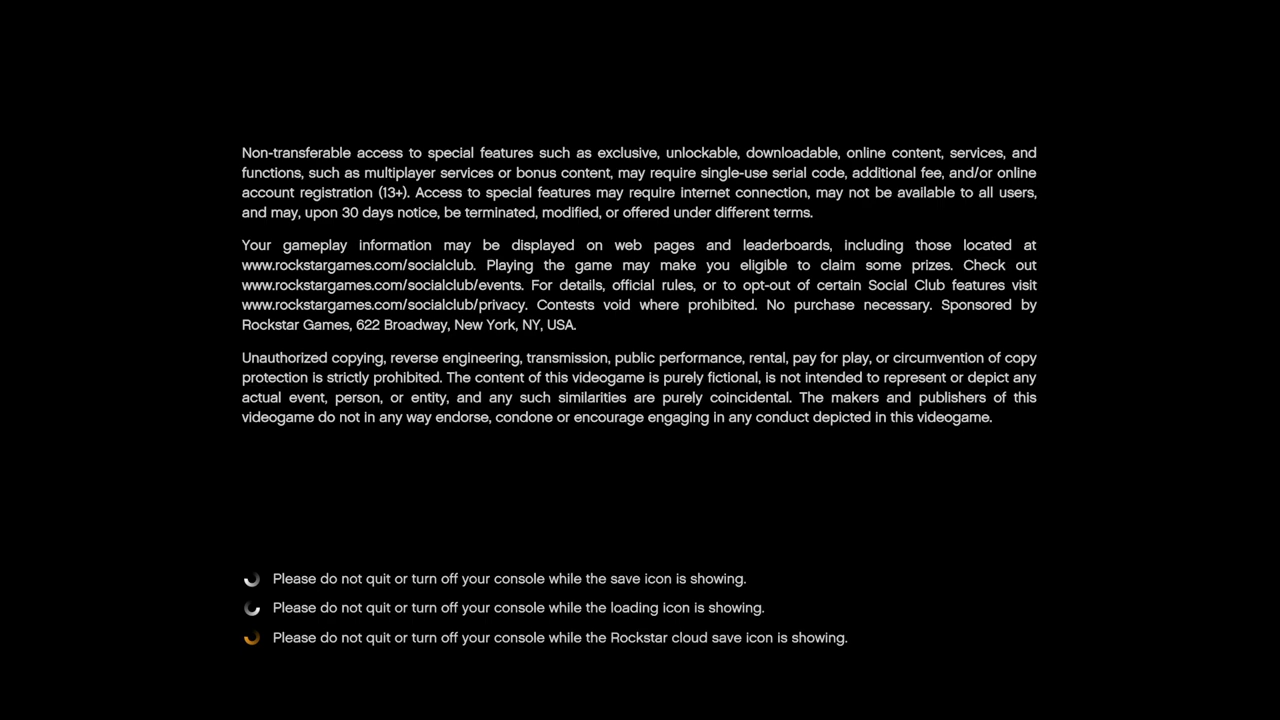 Non-transferable access to special features such as exclusive, unlockable, downloadable, online content, services, and
functions, such as multiplayer services or bonus content, may require single-use serial code, additional fee, and/or online
account registration (13+). Access to special features may require internet connection, may not be available to all users,
and may, upon 30 days notice, be terminated, modified, or offered under different terms.
Your gameplay information may be displayed on web pages and leaderboards, including those located at
www.rockstargames.com/socialclub. Playing the game may make you eligible to claim some prizes. Check out
www.rockstargames.com/socialclub/events. For details, official rules, or to opt-out of certain Social Club features visit
www.rockstargames.com/socialclub/privacy. Contests void where prohibited. No purchase necessary. Sponsored by
Rockstar Games, 622 Broadway, New York, NY, USA.
Unauthorized copying, reverse engineering, transmission, public performance, rental, pay for play, or circumvention of copy
protection is strictly prohibited. The content of this videogame is purely fictional, is not intended to represent or depict any
actual event, person, or entity, and any such similarities are purely coincidental. The makers and publishers of this
videogame do not in any way endorse, condone or encourage engaging in any conduct depicted in this videogame.
Please do not quit or turn off your console while the save icon is showing.
Please do not quit or turn off your console while the loading icon is showing.
Please do not quit or turn off your console while the Rockstar cloud save icon is showing.